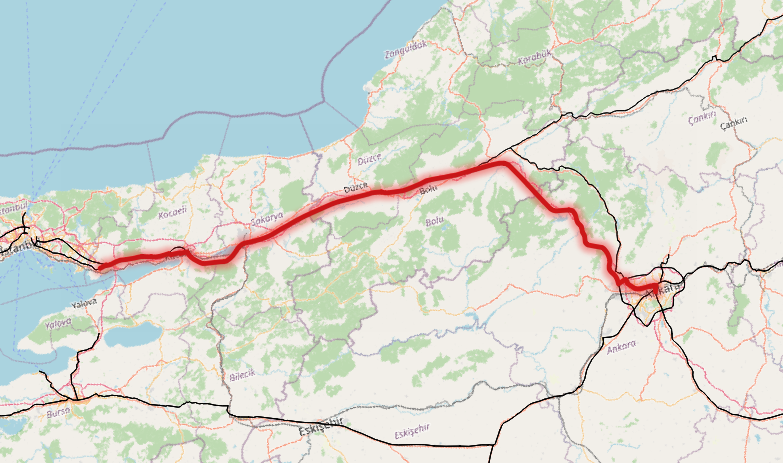 Zonguldak
Karabük
Çankırı
Çankırı
Düzce
Düzce
Bolu
Bolu
İstanbul
İstanbul
Kocaeli
Sakarya
Yalova
Yalova
Ankara
Ankara
Bilecik
Bursa
Eskişehir
Eskişehir